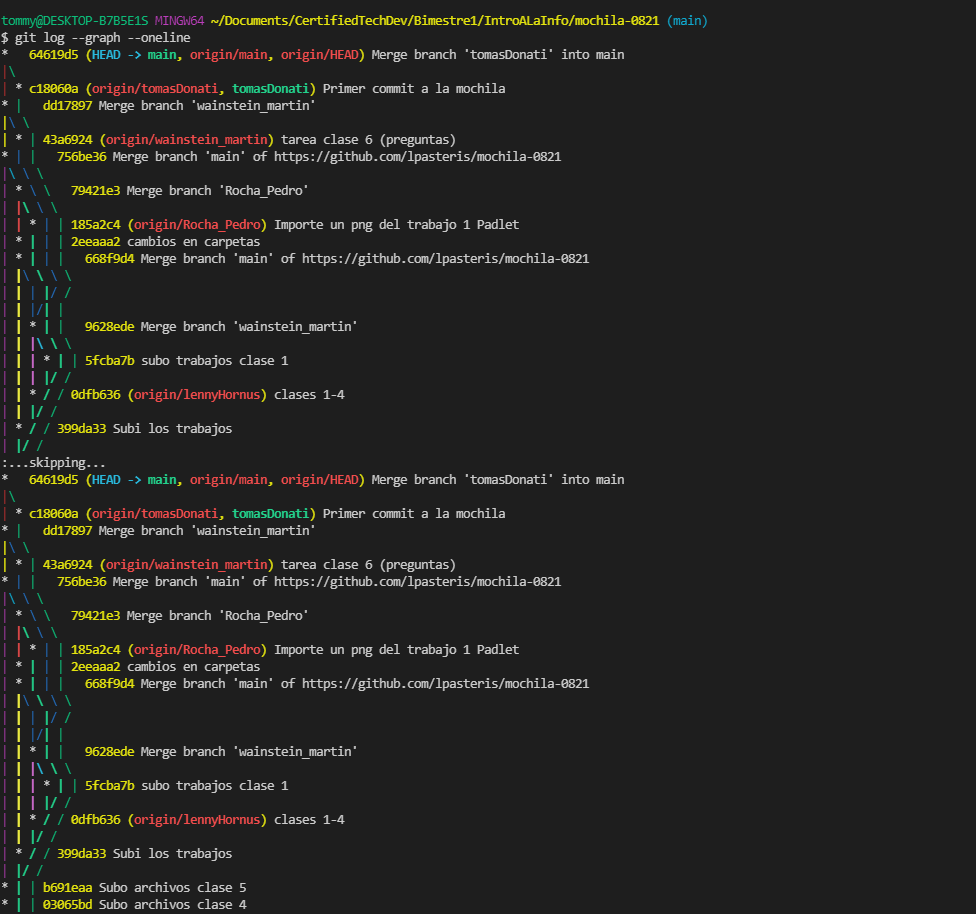 tommy@DESKTOP-B7B5E1S MINGW64 ~/Documents/CertifiedTechDev/Bimestre1/IntroALaInfo/mochila-0821 (main)
$ git log --graph --oneline
*   64619d5 (HEAD -> main, origin/main, origin/HEAD) Merge branch 'tomasDonati' into main
|\
| * c18060a (origin/tomasDonati, tomasDonati) Primer commit a la mochila
* |   dd17897 Merge branch 'wainstein_martin'
|\ \
| * | 43a6924 (origin/wainstein_martin) tarea clase 6 (preguntas)
* | |   756be36 Merge branch 'main' of https://github.com/lpasteris/mochila-0821
|\ \ \
| * \ \   79421e3 Merge branch 'Rocha_Pedro'
| |\ \ \
| | * | | 185a2c4 (origin/Rocha_Pedro) Importe un png del trabajo 1 Padlet
| * | | | 2eeaaa2 cambios en carpetas
| * | | |   668f9d4 Merge branch 'main' of https://github.com/lpasteris/mochila-0821
| |\ \ \ \
| | | |/ /
| | |/| |
| | * | |   9628ede Merge branch 'wainstein_martin'
| | |\ \ \
| | | * | | 5fcba7b subo trabajos clase 1
| | | |/ /
| | * / / 0dfb636 (origin/lennyHornus) clases 1-4
| | |/ /
| * / / 399da33 Subi los trabajos
| |/ /
:...skipping...
*   64619d5 (HEAD -> main, origin/main, origin/HEAD) Merge branch 'tomasDonati' into main
|\
| * c18060a (origin/tomasDonati, tomasDonati) Primer commit a la mochila
* |   dd17897 Merge branch 'wainstein_martin'
|\ \
| * | 43a6924 (origin/wainstein_martin) tarea clase 6 (preguntas)
* | |   756be36 Merge branch 'main' of https://github.com/lpasteris/mochila-0821
|\ \ \
| * \ \   79421e3 Merge branch 'Rocha_Pedro'
| |\ \ \
| | * | | 185a2c4 (origin/Rocha_Pedro) Importe un png del trabajo 1 Padlet
| * | | | 2eeaaa2 cambios en carpetas
| * | | |   668f9d4 Merge branch 'main' of https://github.com/lpasteris/mochila-0821
| |\ \ \ \
| | | |/ /
| | |/| |
| | * | |   9628ede Merge branch 'wainstein_martin'
| | |\ \ \
| | | * | | 5fcba7b subo trabajos clase 1
| | | |/ /
| | * / / 0dfb636 (origin/lennyHornus) clases 1-4
| | |/ /
| * / / 399da33 Subi los trabajos
| |/ /
* | | b691eaa Subo archivos clase 5
* | | 03065bd Subo archivos clase 4